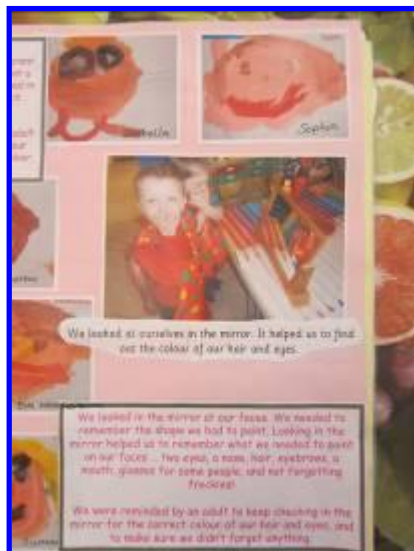 Sophie
We looked at ourselves in the mirror. It helped us to find
out the colour of our hair and eyes.
We looked in the mirror at our faces. We needed to
remember the shape we had to paint. Looking in the
mirror helped us to remember what we needed to paint
on our faces ... two eyes, a nose, hair, eyebrows, a
mouth, glasses for some people, and not forgetting
freckles!
We were reminded by an adult to keep checking in the
mirror for the correct colour of our hair and eyes, and
to make sure we didn't forget anything.